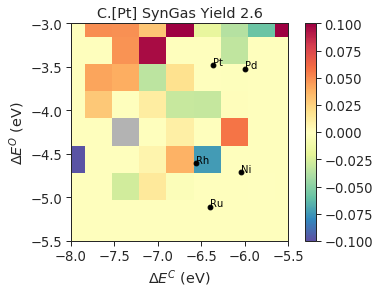 C.[Pt] SynGas Yield 2.6
−3.0
−3.5
−4.0
−4.5
−5.0
−5.5
ΔE^O (eV)
Pt
Pd
Rh
Ni
Ru
−8.0 −7.5 −7.0 −6.5 −6.0 −5.5
ΔE^C (eV)
0.100
0.075
0.050
0.025
0.000
−0.025
−0.050
−0.075
−0.100